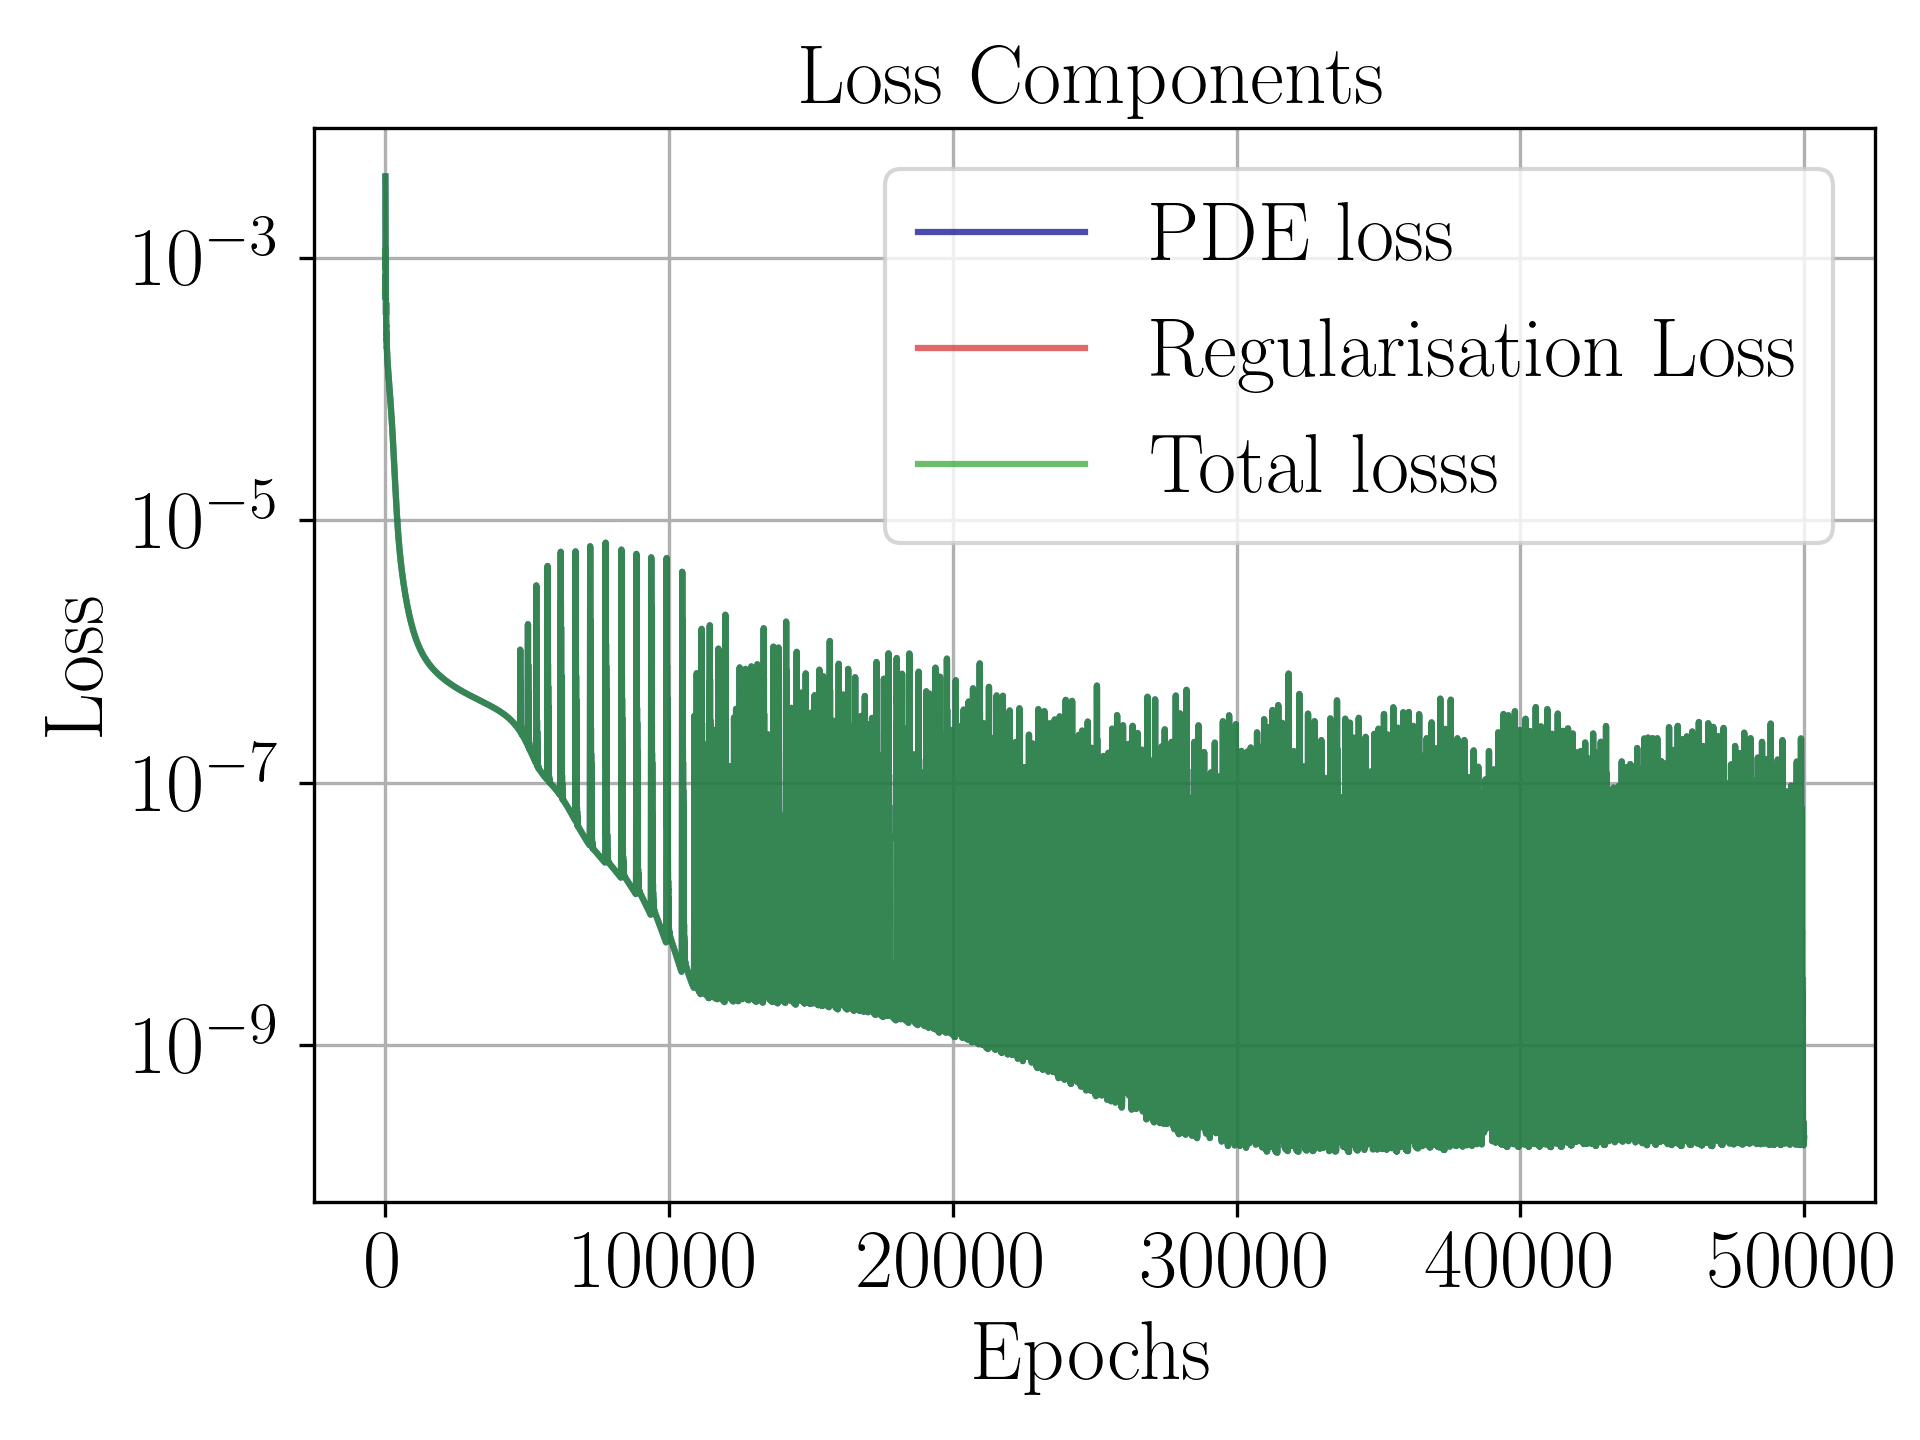 Loss Components
PDE loss
Regularisation Loss
Total losss
Loss
10⁻³
10⁻⁵
10⁻⁷
10⁻⁹
0 10000 20000 30000 40000 50000
Epochs